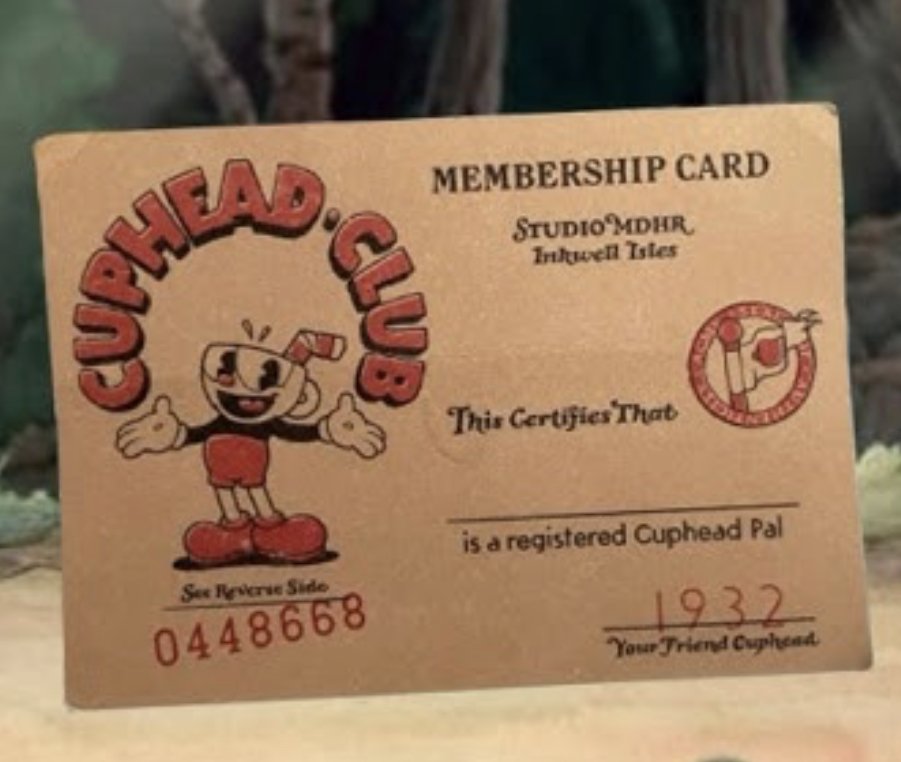 CUPHEAD.CLUB
See Reverse Side
0448668
MEMBERSHIP CARD
STUDIO MDHR
Inkwell Isles
This Certifies That
is a registered Cuphead Pal
1932
Your Friend Cuphead